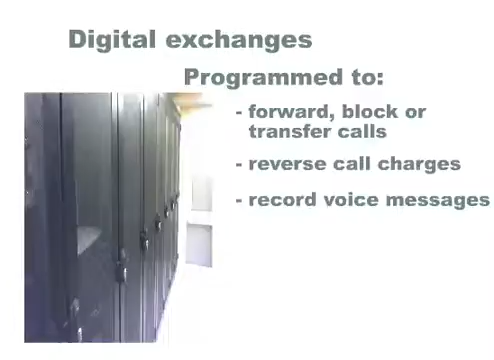 Digital exchanges
Programmed to:
- forward, block or
transfer calls
- reverse call charges
- record voice messages